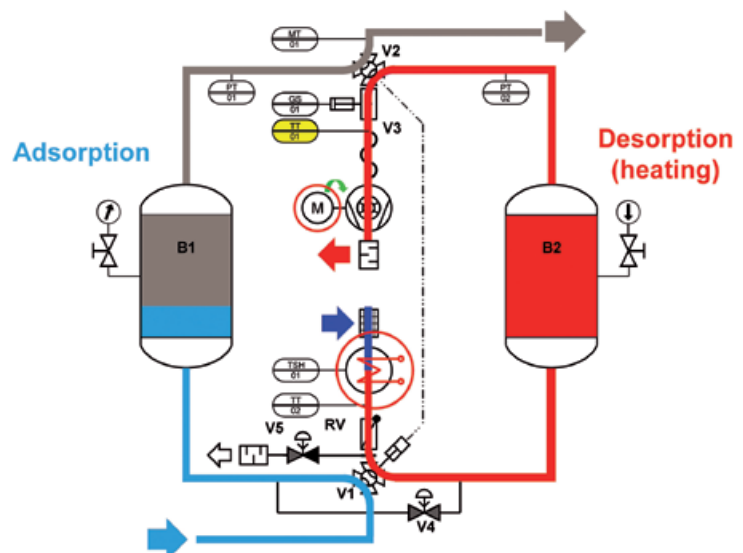 MT
01
V2
PT
01
PT
02
GS
01
V3
TT
01
Adsorption
Desorption
(heating)
M
B1
B2
TSH
01
TT
02
V5
RV
V1
V4